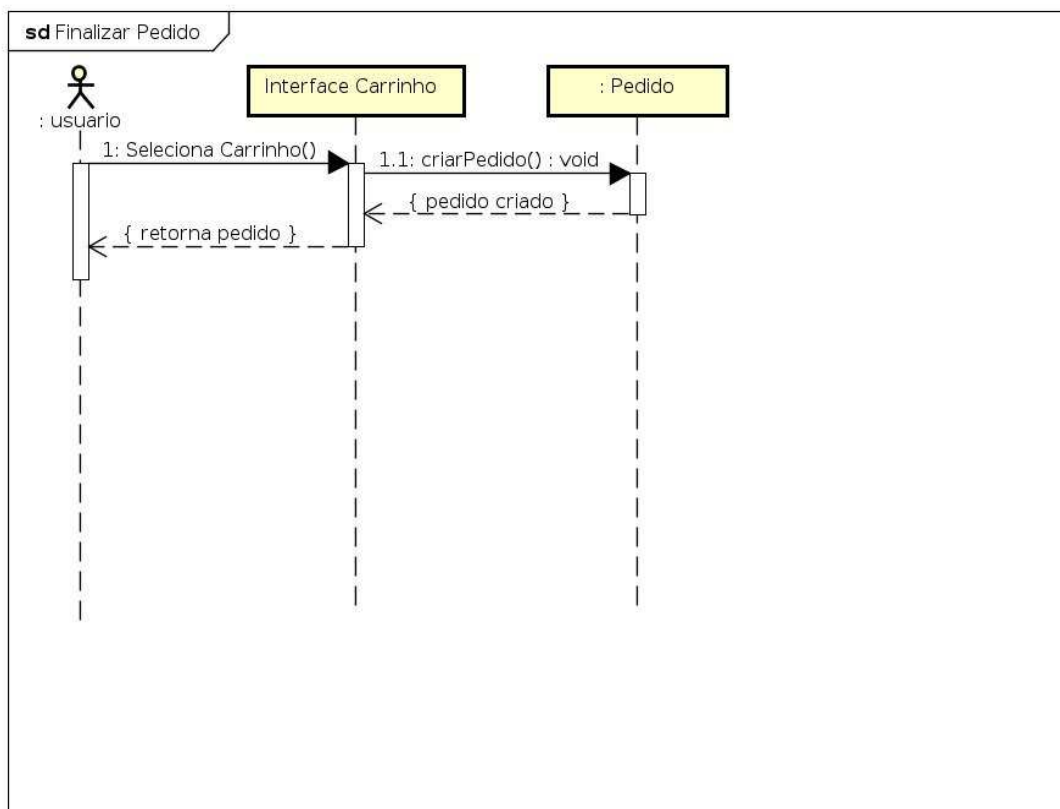 sd Finalizar Pedido
: usuario
Interface Carrinho
: Pedido
1: Seleciona Carrinho()
1.1: criarPedido() : void
{ pedido criado }
{ retorna pedido }